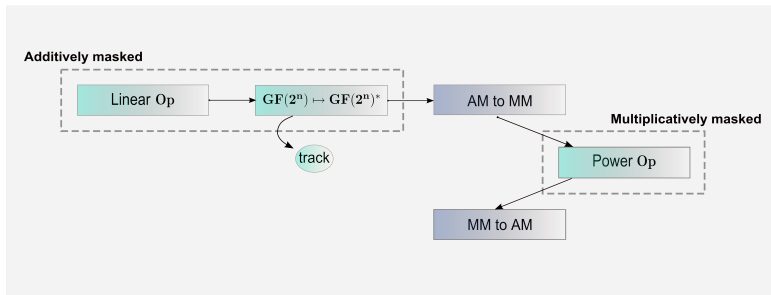 Additively masked
Linear Op
GF(2ⁿ) ↦ GF(2ⁿ)*
AM to MM
Multiplicatively masked
track
Power Op
MM to AM